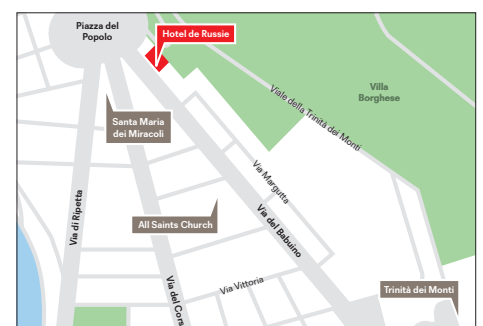 Piazza del
Popolo
Hotel de Russie
Villa
Borghese
Viale della Trinità dei Monti
Santa Maria
dei Miracoli
Via Margutta
All Saints Church
Via di Ripetta
Via del Babuino
Via del Cors
Via Vittoria
Trinità dei Monti